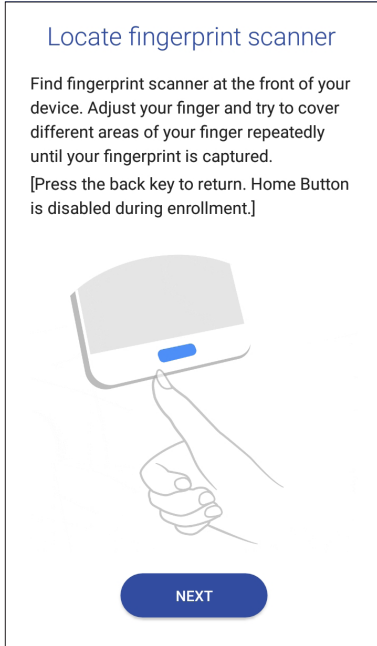 Locate fingerprint scanner
Find fingerprint scanner at the front of your
device. Adjust your finger and try to cover
different areas of your finger repeatedly
until your fingerprint is captured.
[Press the back key to return. Home Button
is disabled during enrollment.]
NEXT